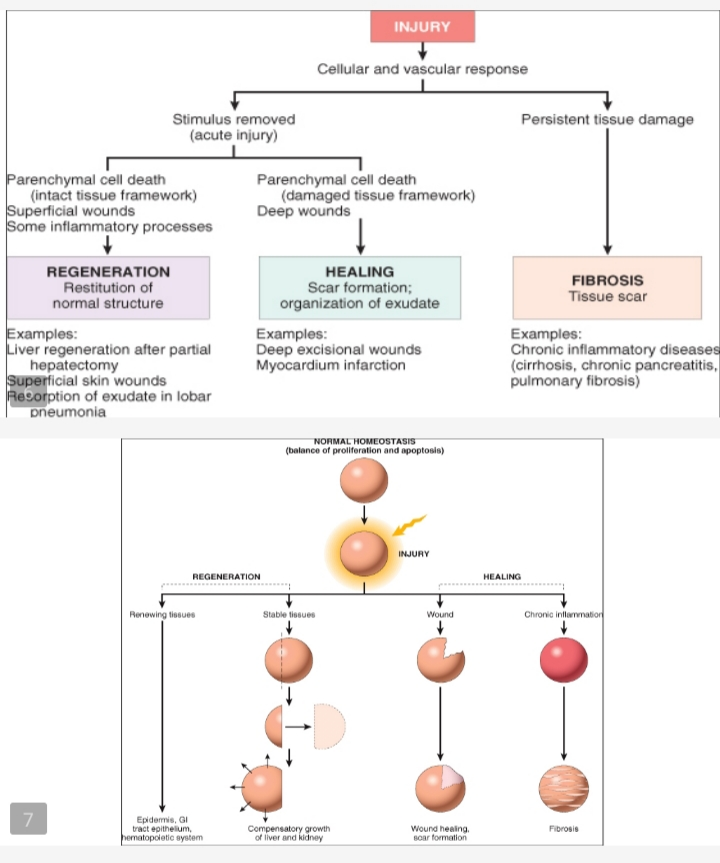 INJURY
Cellular and vascular response
Stimulus removed
(acute injury)
Persistent tissue damage
Parenchymal cell death
(intact tissue framework)
Superficial wounds
Some inflammatory processes
Parenchymal cell death
(damaged tissue framework)
Deep wounds
REGENERATION
Restitution of
normal structure
HEALING
Scar formation;
organization of exudate
FIBROSIS
Tissue scar
Examples:
Liver regeneration after partial
hepatectomy
Superficial skin wounds
Resorption of exudate in lobar
pneumonia
Examples:
Deep excisional wounds
Myocardium infarction
Examples:
Chronic inflammatory diseases
(cirrhosis, chronic pancreatitis,
pulmonary fibrosis)
NORMAL HOMEOSTASIS
(balance of proliferation and apoptosis)
INJURY
REGENERATION
HEALING
Renewing tissues
Stable tissues
Wound
Chronic inflammation
Epidermis, GI
tract epithelium,
hematopoietic system
Compensatory growth
of liver and kidney
Wound healing,
scar formation
Fibrosis
7